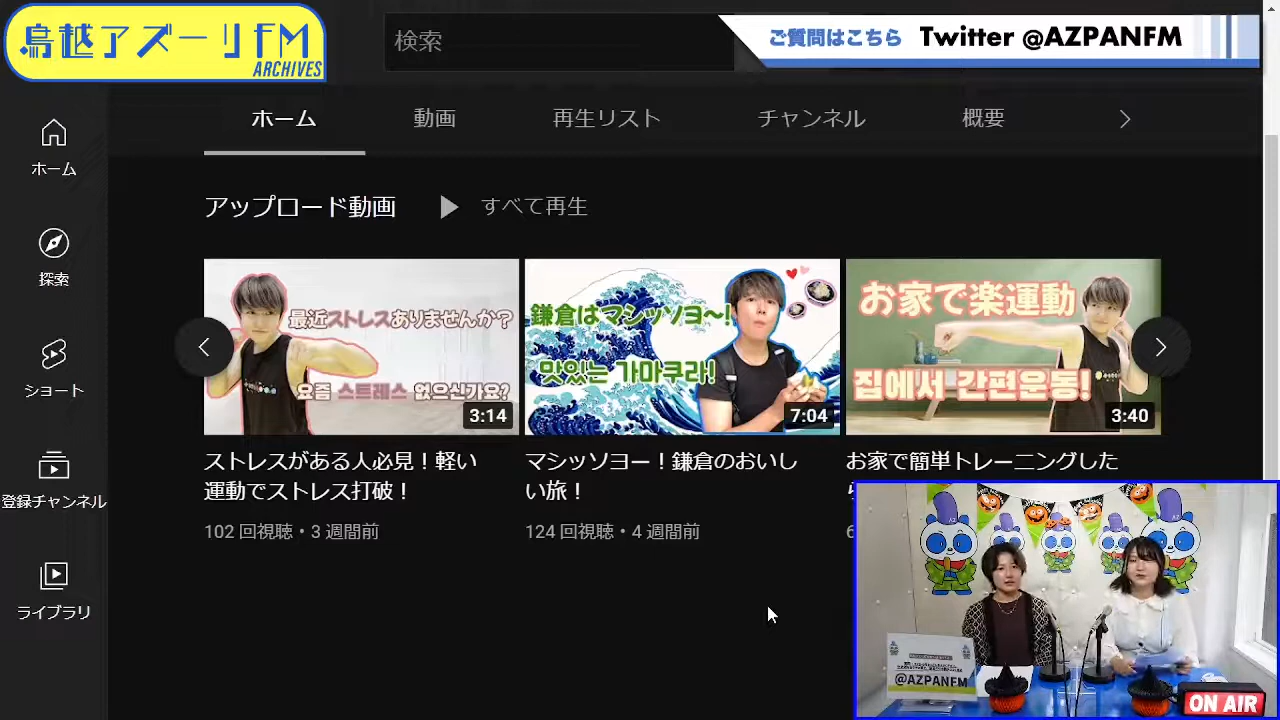 鳥越アズーリFM
ARCHIVES
検索
ご質問はこちら Twitter @AZPANFM
ホーム
動画
再生リスト
チャンネル
概要
ホーム
探索
ショート
登録チャンネル
ライブラリ
アップロード動画
すべて再生
最近ストレスありませんか?
요즘 스트레스 없으신가요?
3:14
鎌倉はマシッソヨ〜!
맛있는 가마쿠라!
7:04
お家で楽運動
집에서 간편운동!
3:40
ストレスがある人必見！軽い
運動でストレス打破！
102 回視聴・3 週間前
マシッソヨー！鎌倉のおいし
い旅！
124 回視聴・4 週間前
お家で簡単トレーニングした
@AZPANFM
ON AIR